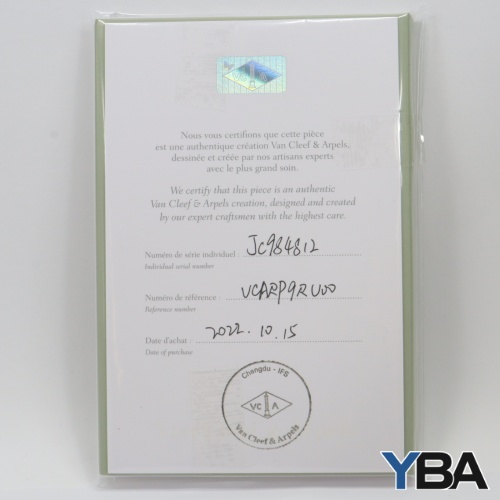 Nous vous certifions que cette pièce
est une authentique création Van Cleef & Arpels,
dessinée et créée par nos artisans experts
avec le plus grand soin.
We certify that this piece is an authentic
Van Cleef & Arpels creation, designed and created
by our expert craftsmen with the highest care.
Numéro de série individuel : JC984812
Individual serial number
Numéro de référence : VCARP9RU00
Reference number
Date d'achat : 2022.10.15
Date of purchase
Chengdu - IFS
VC A
Van Cleef & Arpels
YBA